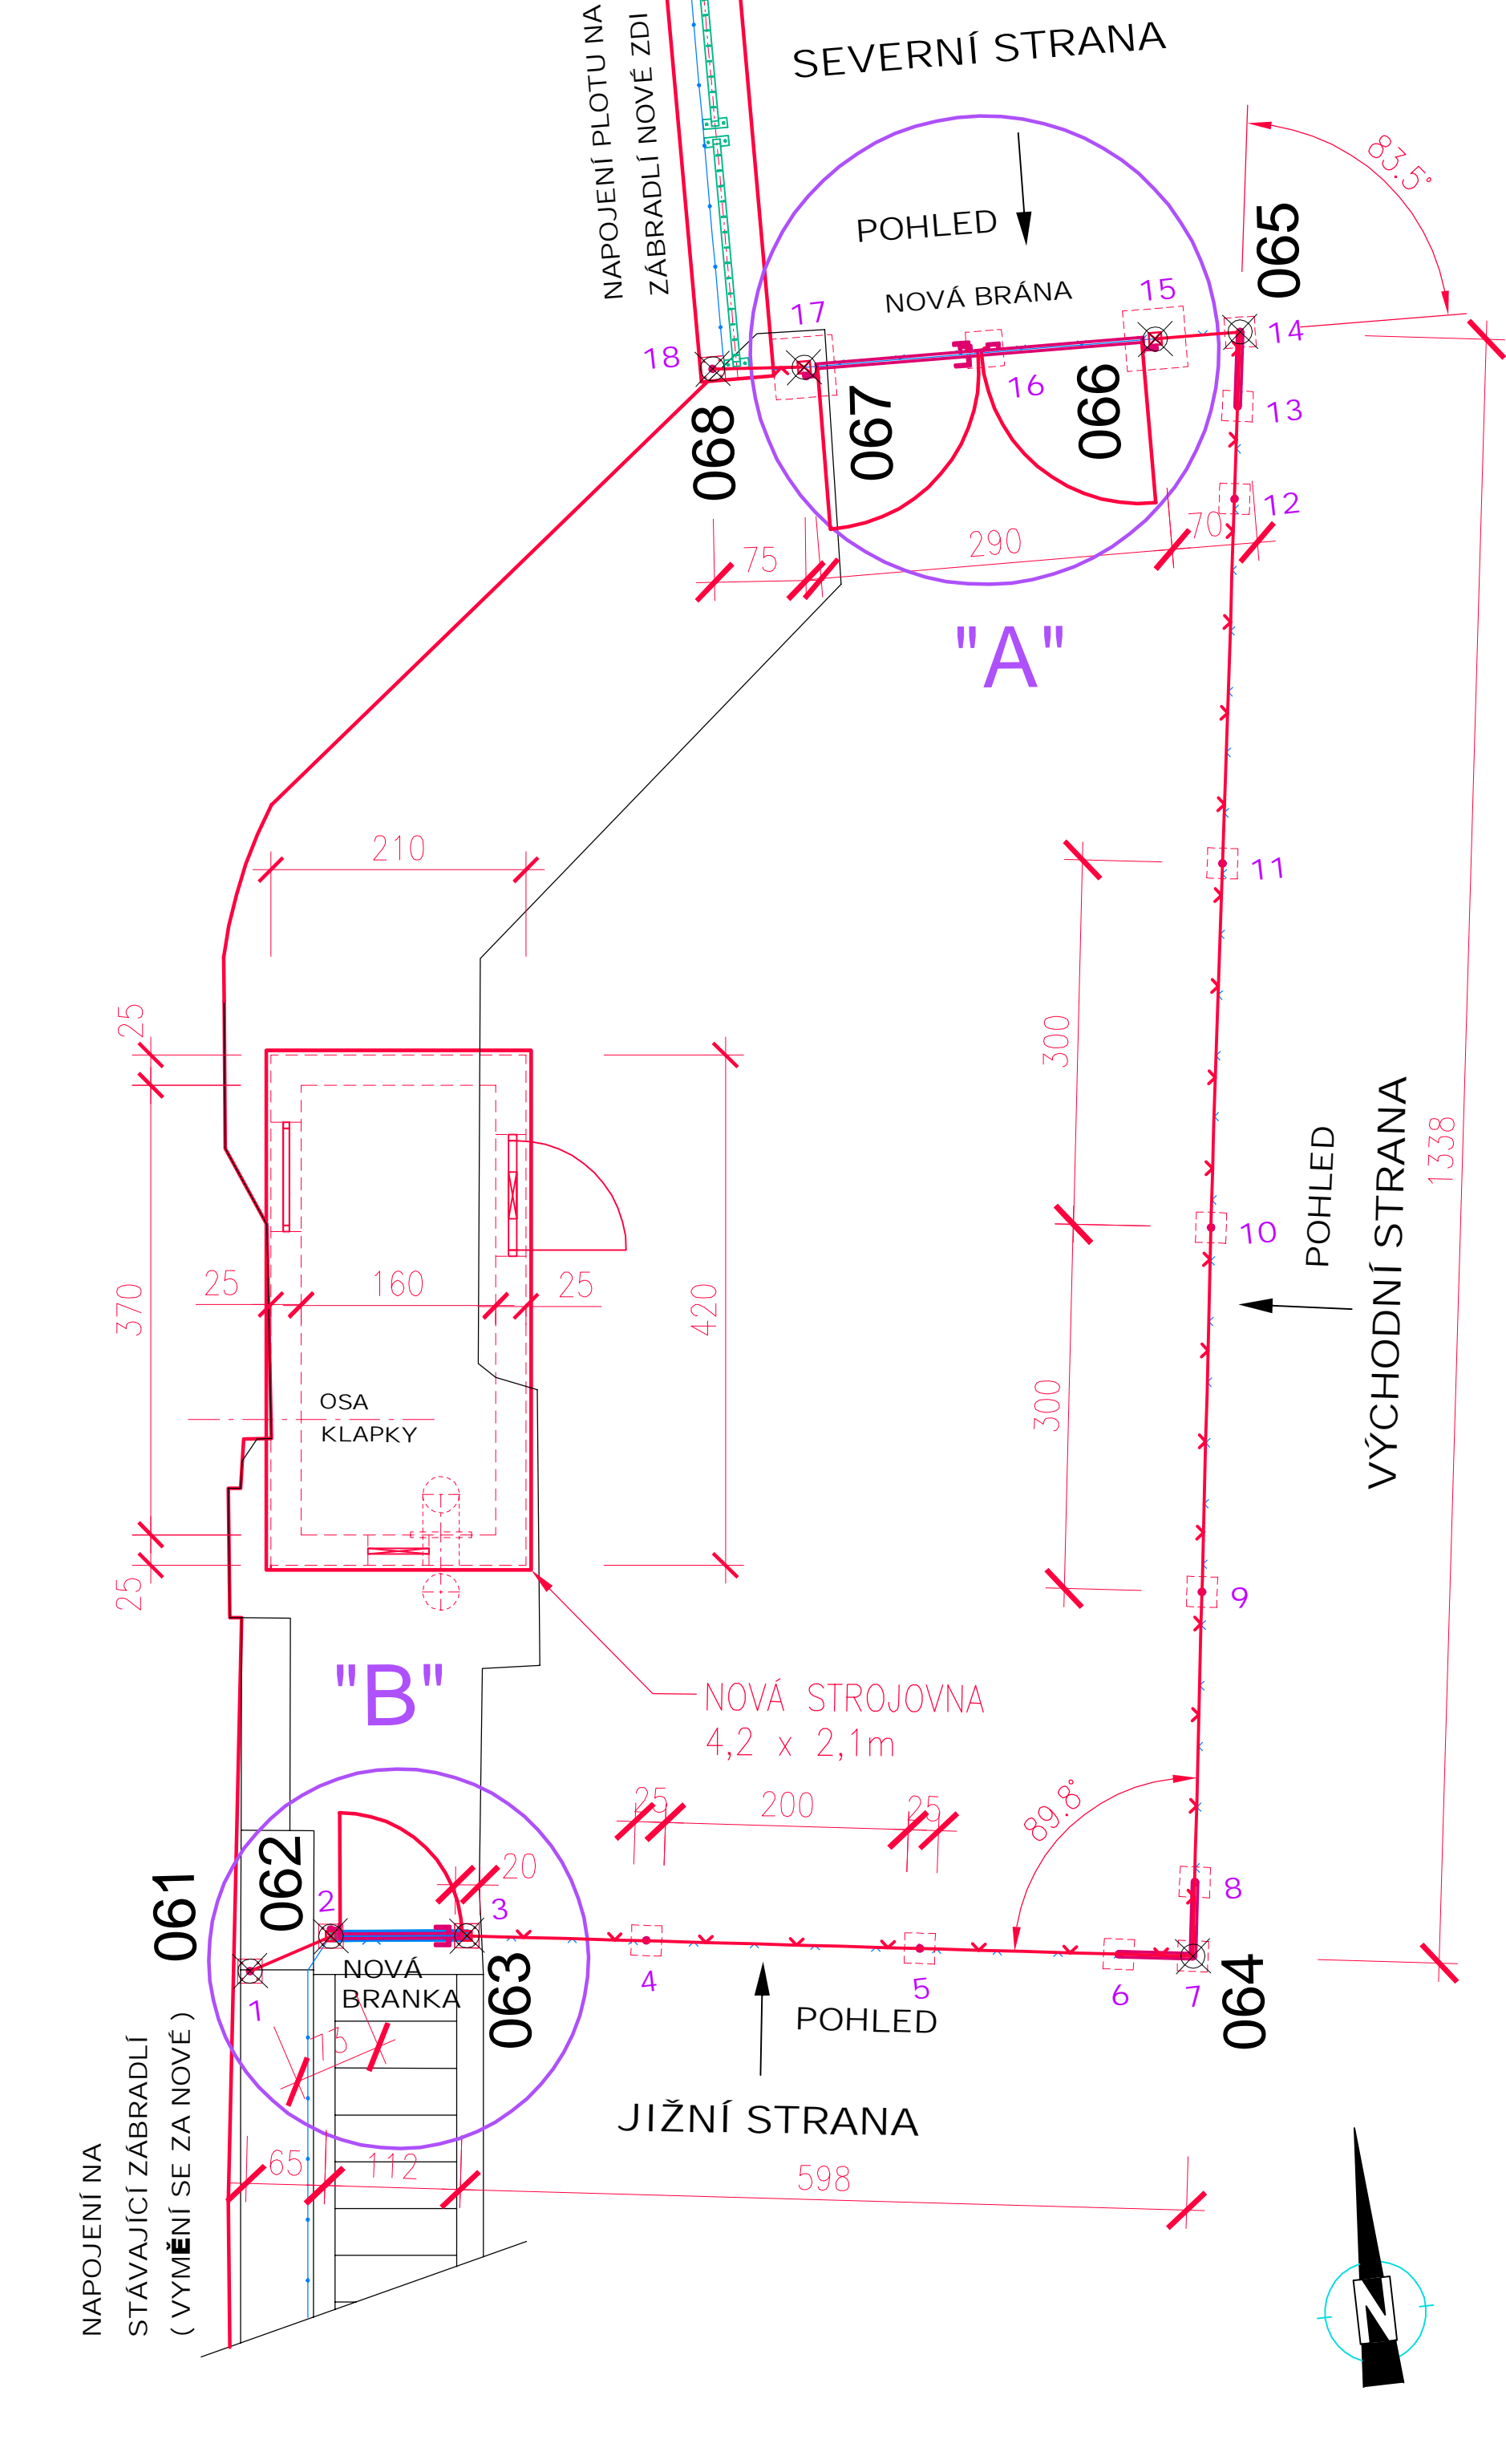 SEVERNÍ STRANA
NAPOJENÍ PLOTU NA
ZÁBRADLÍ NOVÉ ZDI
83.5°
065
POHLED
NOVÁ BRÁNA
15
17
14
18
16
13
066
067
068
12
70
290
75
"A"
210
11
25
300
10
POHLED
VÝCHODNÍ STRANA
1338
25
160
25
370
420
300
OSA
KLAPKY
25
9
"B"
NOVÁ STROJOVNA
4,2 x 2,1m
25
200
25
89.8°
20
8
061
062
2
3
NOVÁ
BRANKA
063
1
4
5
6
7
064
73
POHLED
JIŽNÍ STRANA
65
112
598
NAPOJENÍ NA
STÁVAJÍCÍ ZÁBRADLÍ
( VYMĚNÍ SE ZA NOVÉ )
N